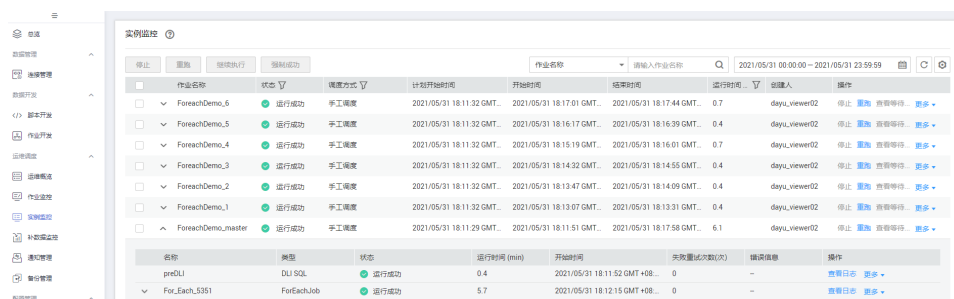 总览
数据管理
连接管理
数据开发
</> 脚本开发
作业开发
运维调度
运维概览
作业监控
实例监控
补数据监控
通知管理
备份管理
实例监控
停止 重跑 继续执行 强制成功 作业名称 请输入作业名称 2021/05/31 00:00:00 – 2021/05/31 23:59:59
作业名称 状态 调度方式 计划开始时间 开始时间 结束时间 运行时间... 创建人 操作
ForeachDemo_6 运行成功 手工调度 2021/05/31 18:11:32 GMT... 2021/05/31 18:17:01 GMT... 2021/05/31 18:17:44 GMT... 0.7 dayu_viewer02 停止 重跑 查看等待... 更多
ForeachDemo_5 运行成功 手工调度 2021/05/31 18:11:32 GMT... 2021/05/31 18:16:17 GMT... 2021/05/31 18:16:39 GMT... 0.4 dayu_viewer02 停止 重跑 查看等待... 更多
ForeachDemo_4 运行成功 手工调度 2021/05/31 18:11:32 GMT... 2021/05/31 18:15:19 GMT... 2021/05/31 18:16:01 GMT... 0.7 dayu_viewer02 停止 重跑 查看等待... 更多
ForeachDemo_3 运行成功 手工调度 2021/05/31 18:11:32 GMT... 2021/05/31 18:14:32 GMT... 2021/05/31 18:14:55 GMT... 0.4 dayu_viewer02 停止 重跑 查看等待... 更多
ForeachDemo_2 运行成功 手工调度 2021/05/31 18:11:32 GMT... 2021/05/31 18:13:47 GMT... 2021/05/31 18:14:09 GMT... 0.4 dayu_viewer02 停止 重跑 查看等待... 更多
ForeachDemo_1 运行成功 手工调度 2021/05/31 18:11:32 GMT... 2021/05/31 18:13:07 GMT... 2021/05/31 18:13:31 GMT... 0.4 dayu_viewer02 停止 重跑 查看等待... 更多
ForeachDemo_master 运行成功 手工调度 2021/05/31 18:11:29 GMT... 2021/05/31 18:11:51 GMT... 2021/05/31 18:17:58 GMT... 6.1 dayu_viewer02 停止 重跑 查看等待... 更多
名称 类型 状态 运行时间 (min) 开始时间 失败重试次数(次) 错误信息 操作
preDLI DLI SQL 运行成功 0.4 2021/05/31 18:11:52 GMT +08:... 0 – 查看日志 更多
For_Each_5351 ForEachJob 运行成功 5.7 2021/05/31 18:12:15 GMT +08:... 0 – 查看日志 更多